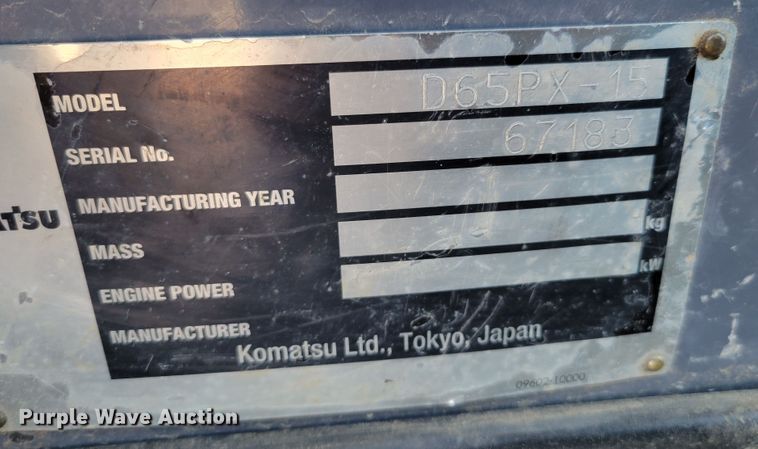 MODEL D65PX-15
SERIAL No. 67183
MANUFACTURING YEAR
ATSU
MASS kg
ENGINE POWER kW
MANUFACTURER
Komatsu Ltd., Tokyo, Japan
09602-10000
Purple Wave Auction